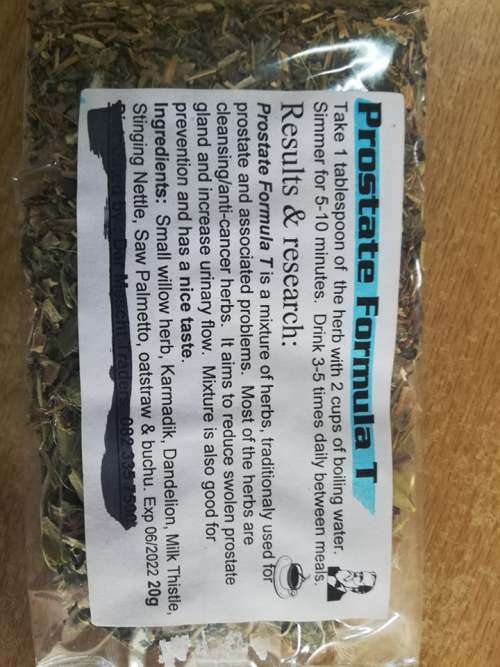 Prostate Formula T
Take 1 tablespoon of the herb with 2 cups of boiling water.
Simmer for 5-10 minutes. Drink 3-5 times daily between meals.
Results & research:
Prostate Formula T is a mixture of herbs, traditionaly used for
prostate and associated problems. Most of the herbs are
cleansing/anti-cancer herbs. It aims to reduce swolen prostate
gland and increase urinary flow. Mixture is also good for
prevention and has a nice taste.
Ingredients: Small willow herb, Karmadik, Dandelion, Milk Thistle,
Stinging Nettle, Saw Palmetto, oatstraw & buchu. Exp 06/2022 20g